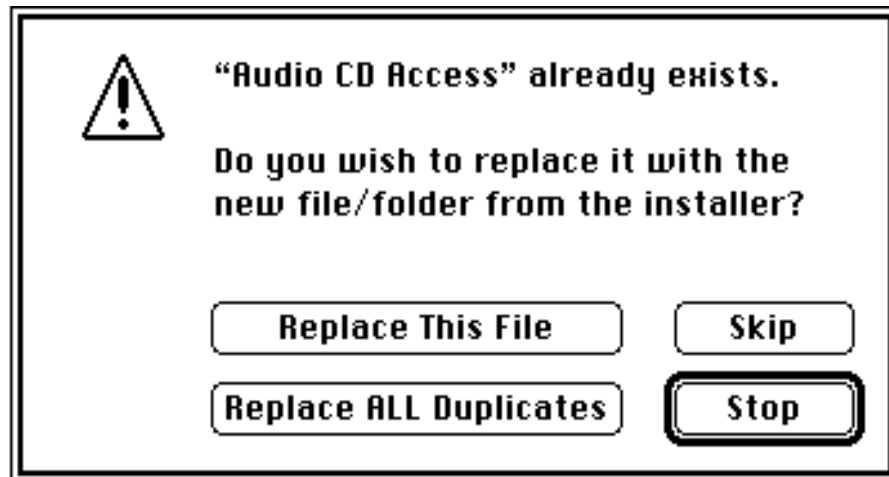 “Audio CD Access” already exists.
Do you wish to replace it with the
new file/folder from the installer?
Replace This File
Skip
Replace ALL Duplicates
Stop